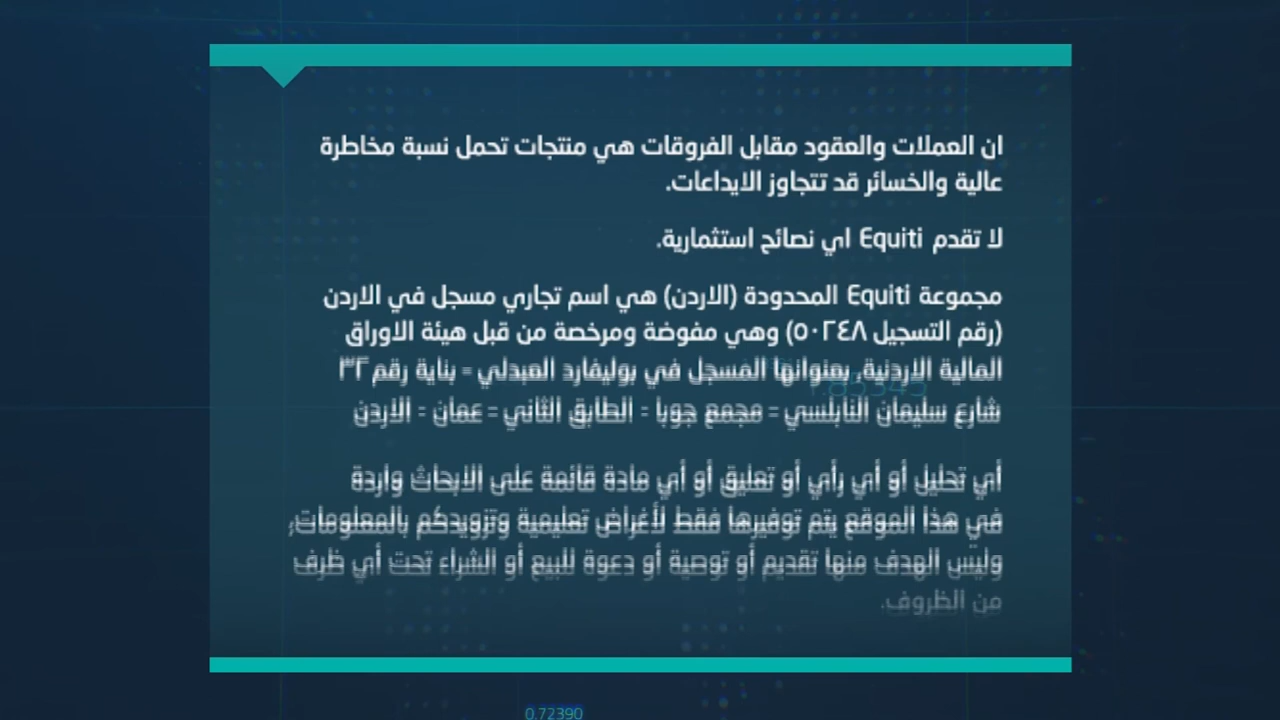 ان العملات والعقود مقابل الفروقات هي منتجات تحمل نسبة مخاطرة
عالية والخسائر قد تتجاوز الايداعات.
لا تقدم Equiti اي نصائح استثمارية.
مجموعة Equiti المحدودة (الاردن) هي اسم تجاري مسجل في الاردن
(رقم التسجيل ٥٠٢٤٨) وهي مفوضة ومرخصة من قبل هيئة الاوراق
المالية الاردنية, بعنوانها المسجل في بوليفارد العبدلي - بناية رقم ٣٢
شارع سليمان النابلسي - مجمع جوبا - الطابق الثاني - عمان - الاردن
أي تحليل أو أي رأي أو تعليق أو أي مادة قائمة على الابحاث واردة
في هذا الموقع يتم توفيرها فقط لأغراض تعليمية وتزويدكم بالمعلومات,
وليس الهدف منها تقديم أو توصية أو دعوة للبيع أو الشراء تحت أي ظرف
من الظروف.
0.72390